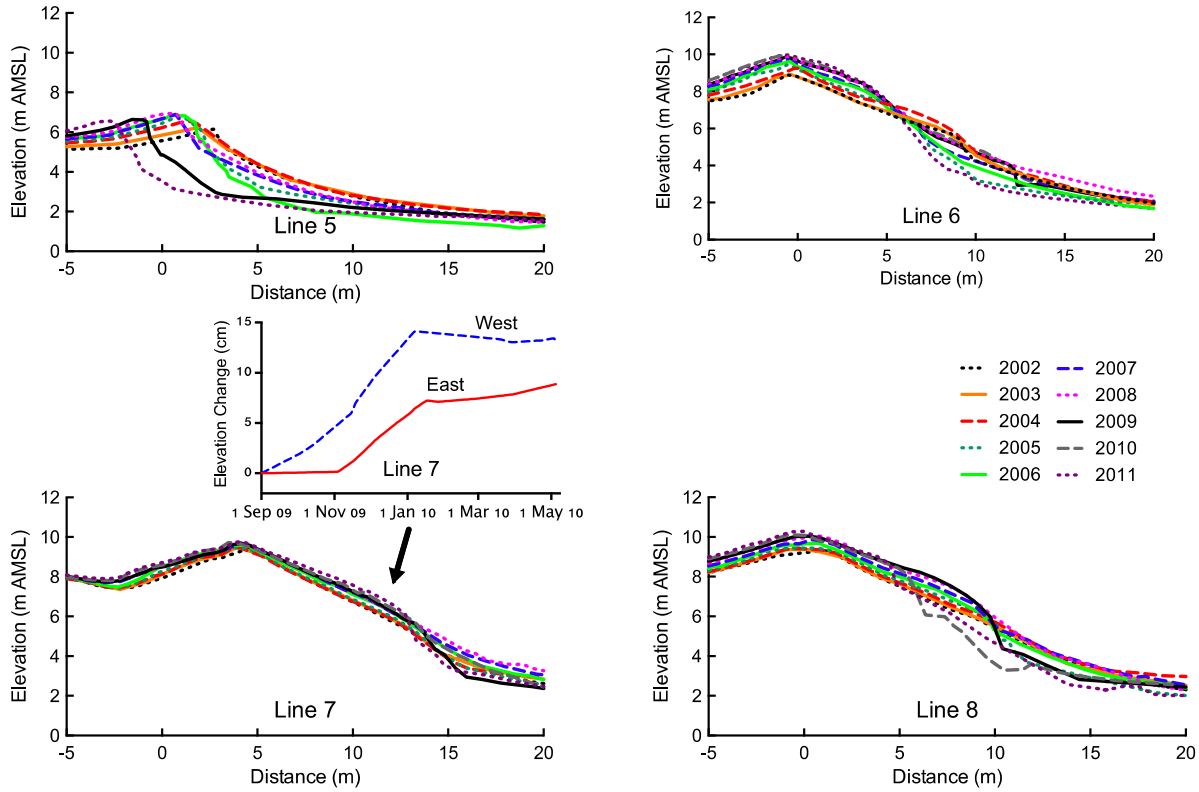 12
10
8
6
4
2
0
Elevation (m AMSL)
-5 0 5 10 15 20
Distance (m)
Line 5
12
10
8
6
4
2
0
Elevation (m AMSL)
-5 0 5 10 15 20
Distance (m)
Line 6
15
10
5
0
Elevation Change (cm)
West
East
Line 7
1 Sep 09 1 Nov 09 1 Jan 10 1 Mar 10 1 May 10
2002 2007
2003 2008
2004 2009
2005 2010
2006 2011
12
10
8
6
4
2
0
Elevation (m AMSL)
-5 0 5 10 15 20
Distance (m)
Line 7
12
10
8
6
4
2
0
Elevation (m AMSL)
-5 0 5 10 15 20
Distance (m)
Line 8